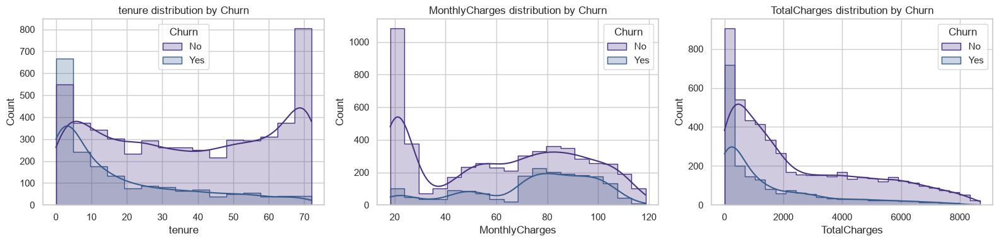 tenure distribution by Churn
Count
800
700
600
500
400
300
200
100
0
0 10 20 30 40 50 60 70
tenure
Churn
No
Yes
MonthlyCharges distribution by Churn
Count
1000
800
600
400
200
0
20 40 60 80 100 120
MonthlyCharges
Churn
No
Yes
TotalCharges distribution by Churn
Count
800
600
400
200
0
0 2000 4000 6000 8000
TotalCharges
Churn
No
Yes